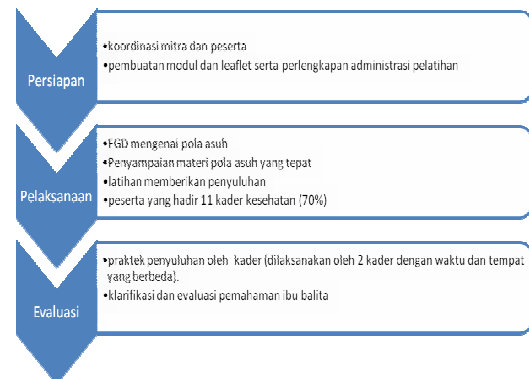 Persiapan
•koordinasi mitra dan peserta
•pembuatan modul dan leaflet serta perlengkapan administrasi pelatihan
Pelaksanaan
•FGD mengenai pola asuh
•Penyampaian materi pola asuh yang tepat
•latihan memberikan penyuluhan
•peserta yang hadir 11 kader kesehatan (70%)
Evaluasi
•praktek penyuluhan oleh kader (dilaksanakan oleh 2 kader dengan waktu dan tempat
yang berbeda).
•klarifikasi dan evaluasi pemahaman ibu balita